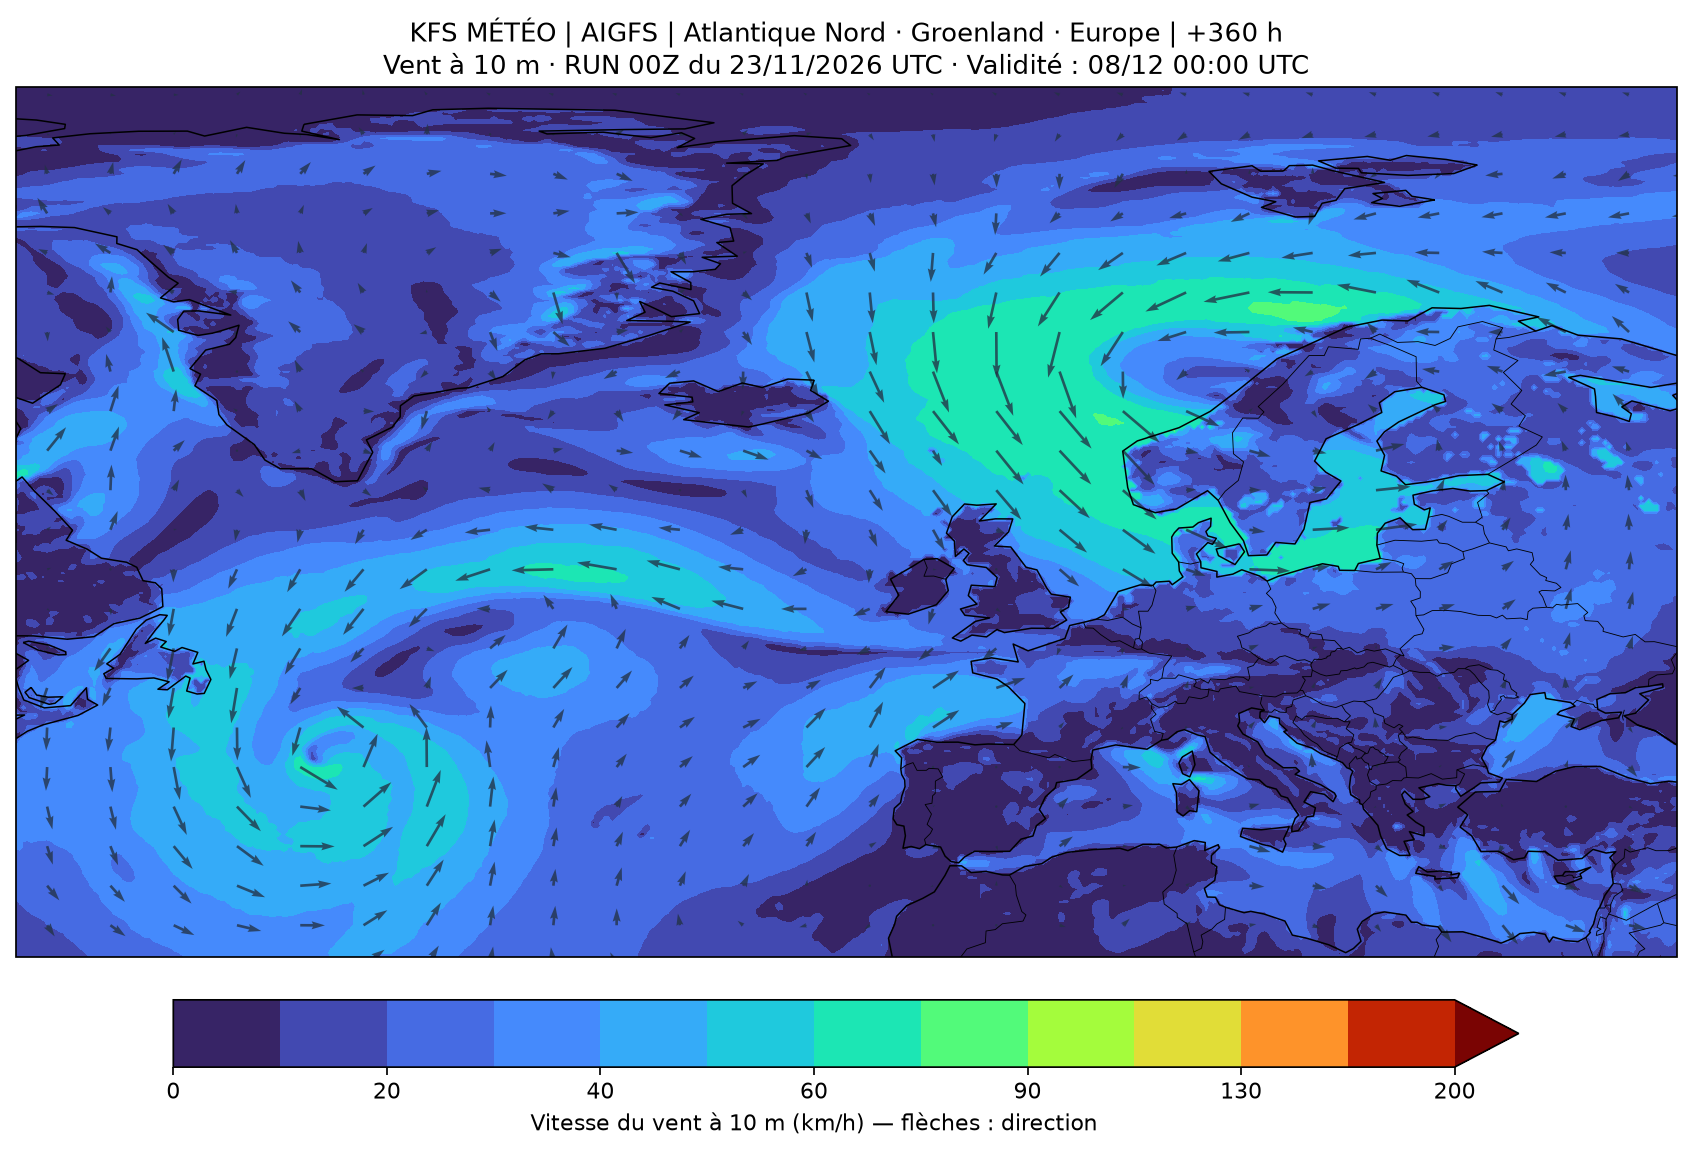 KFS MÉTÉO | AIGFS | Atlantique Nord · Groenland · Europe | +360 h
Vent à 10 m · RUN 00Z du 23/11/2026 UTC · Validité : 08/12 00:00 UTC
0 20 40 60 90 130 200
Vitesse du vent à 10 m (km/h) — flèches : direction